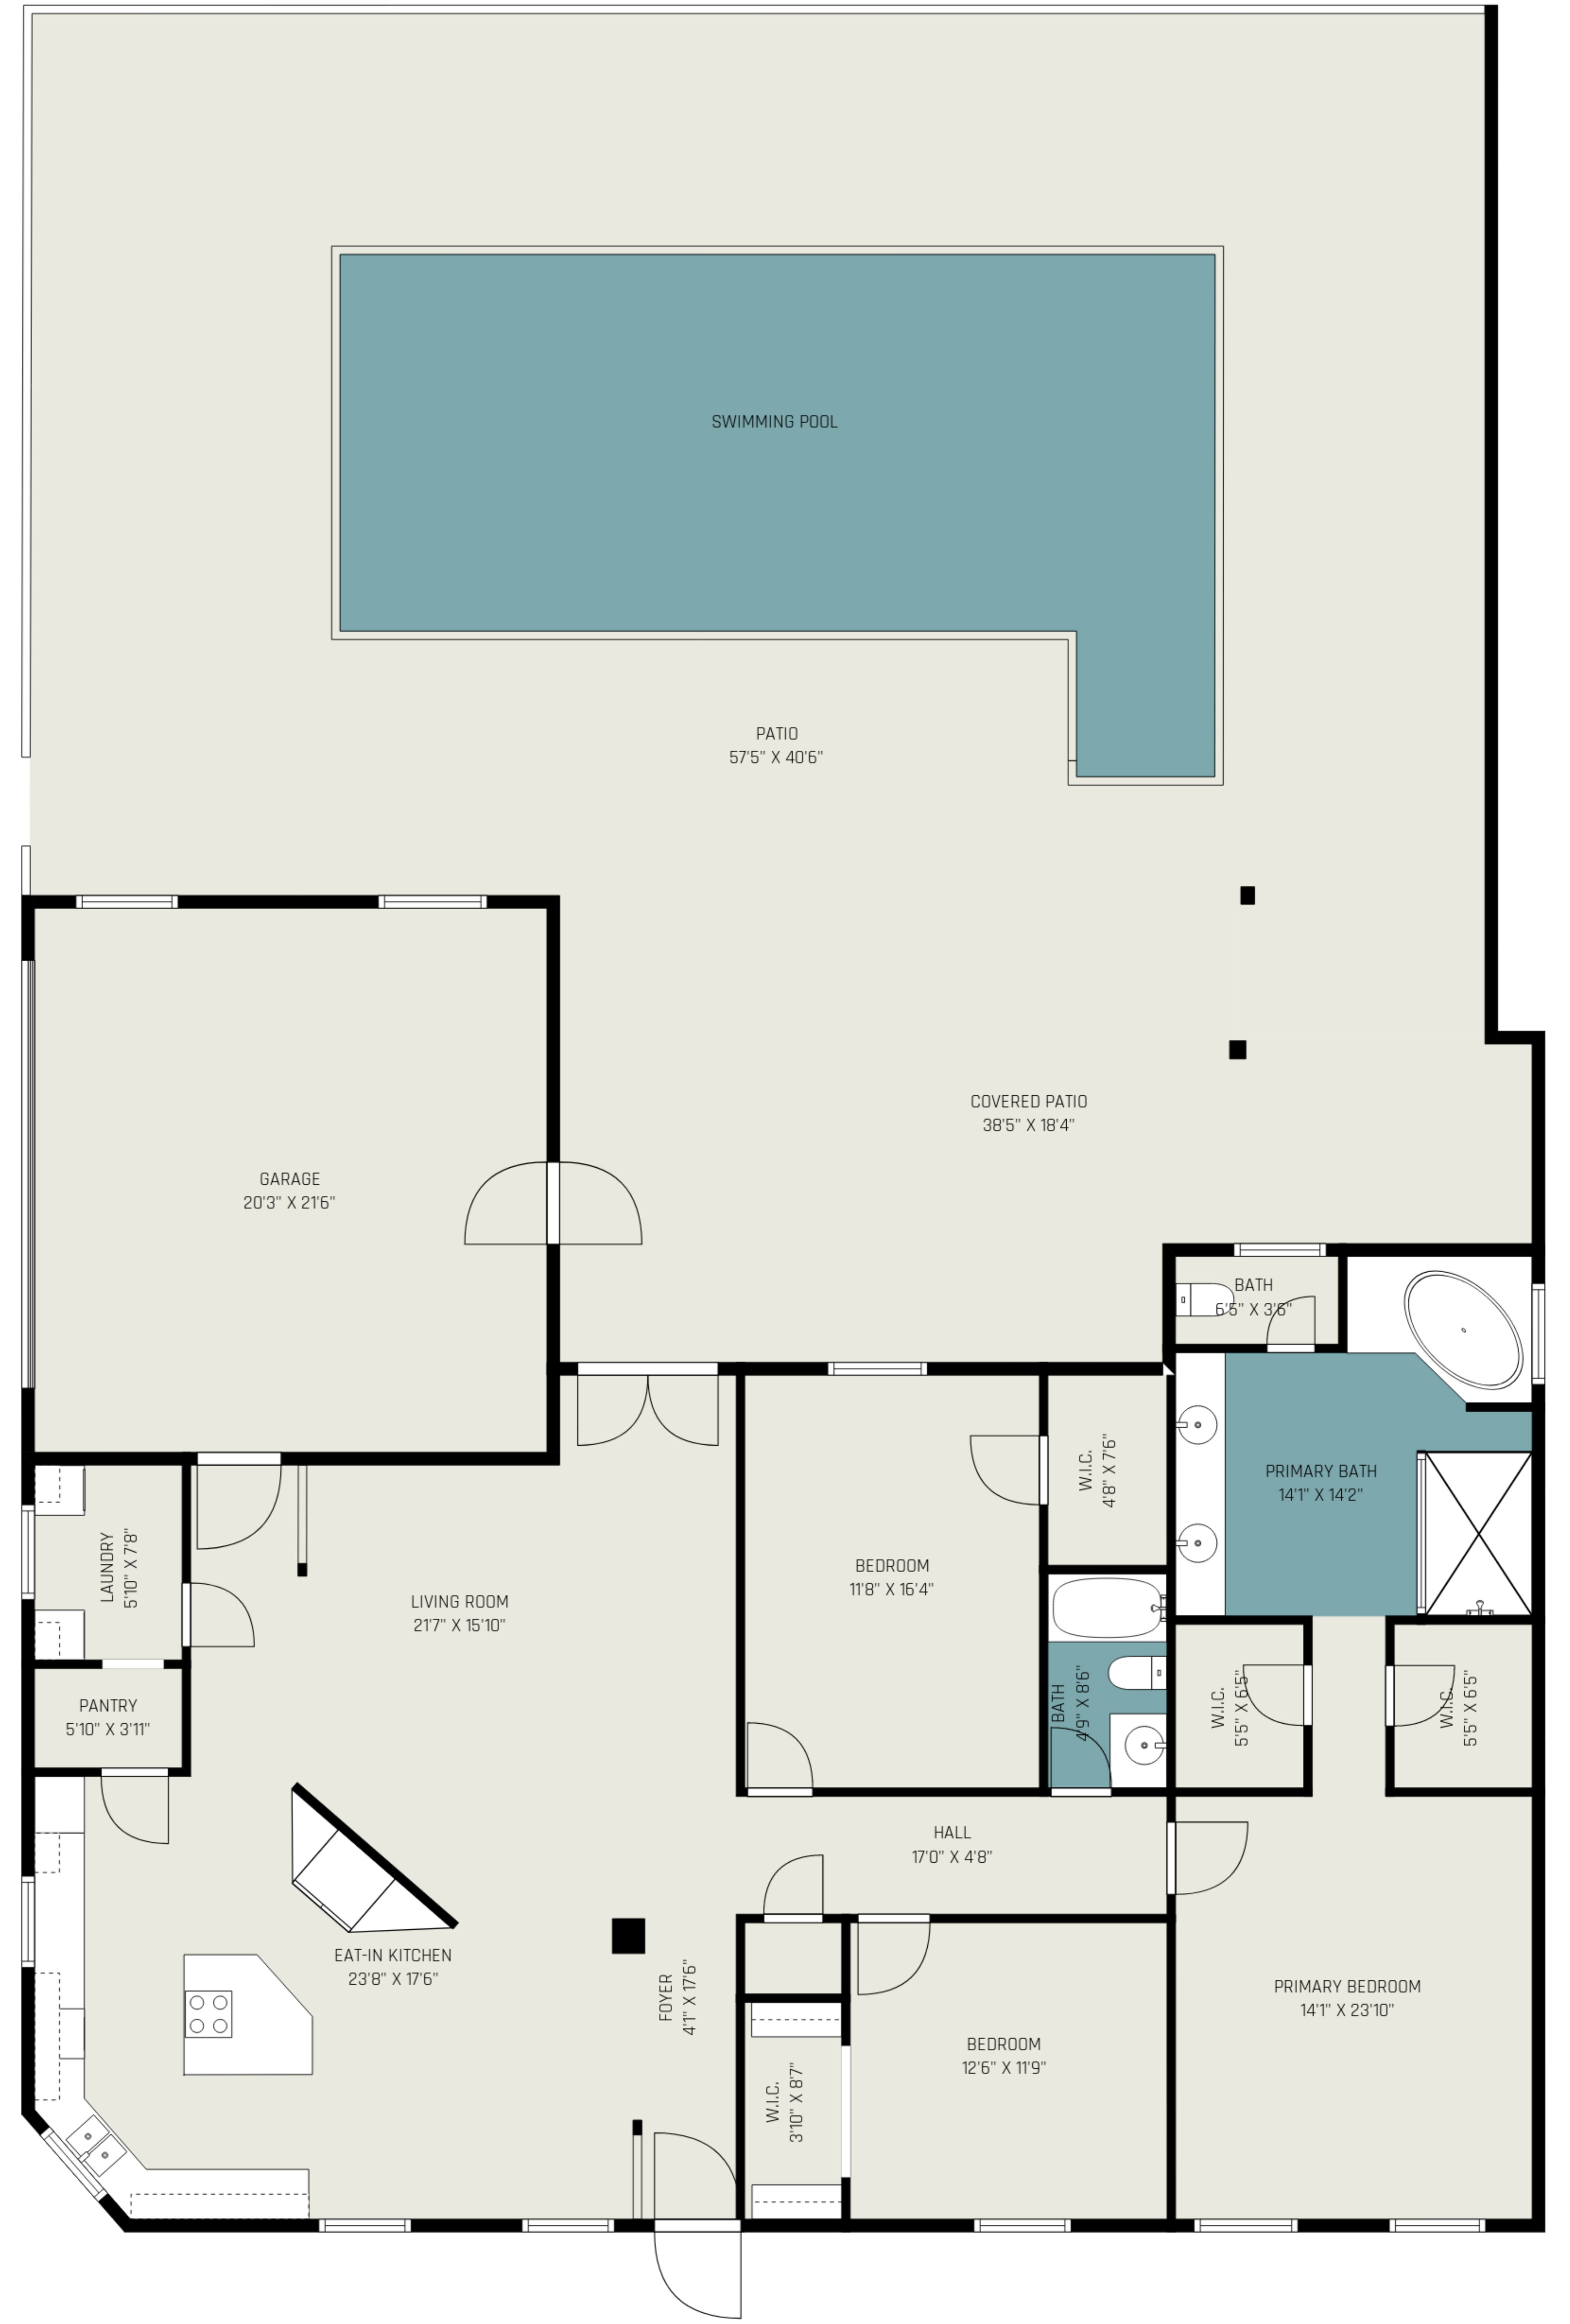 SWIMMING POOL
PATIO
57'5" X 40'6"
COVERED PATIO
38'5" X 18'4"
GARAGE
20'3" X 21'6"
BATH
6'5" X 3'6"
PRIMARY BATH
14'1" X 14'2"
W.I.C.
4'8" X 7'6"
BEDROOM
11'8" X 16'4"
LAUNDRY
5'10" X 7'8"
LIVING ROOM
21'7" X 15'10"
PANTRY
5'10" X 3'11"
BATH
4'9" X 8'6"
W.I.C.
5'5" X 6'5"
W.I.C.
5'5" X 6'5"
HALL
17'0" X 4'8"
EAT-IN KITCHEN
23'8" X 17'6"
FOYER
4'1" X 17'6"
PRIMARY BEDROOM
14'1" X 23'10"
BEDROOM
12'6" X 11'9"
W.I.C.
3'10" X 8'7"